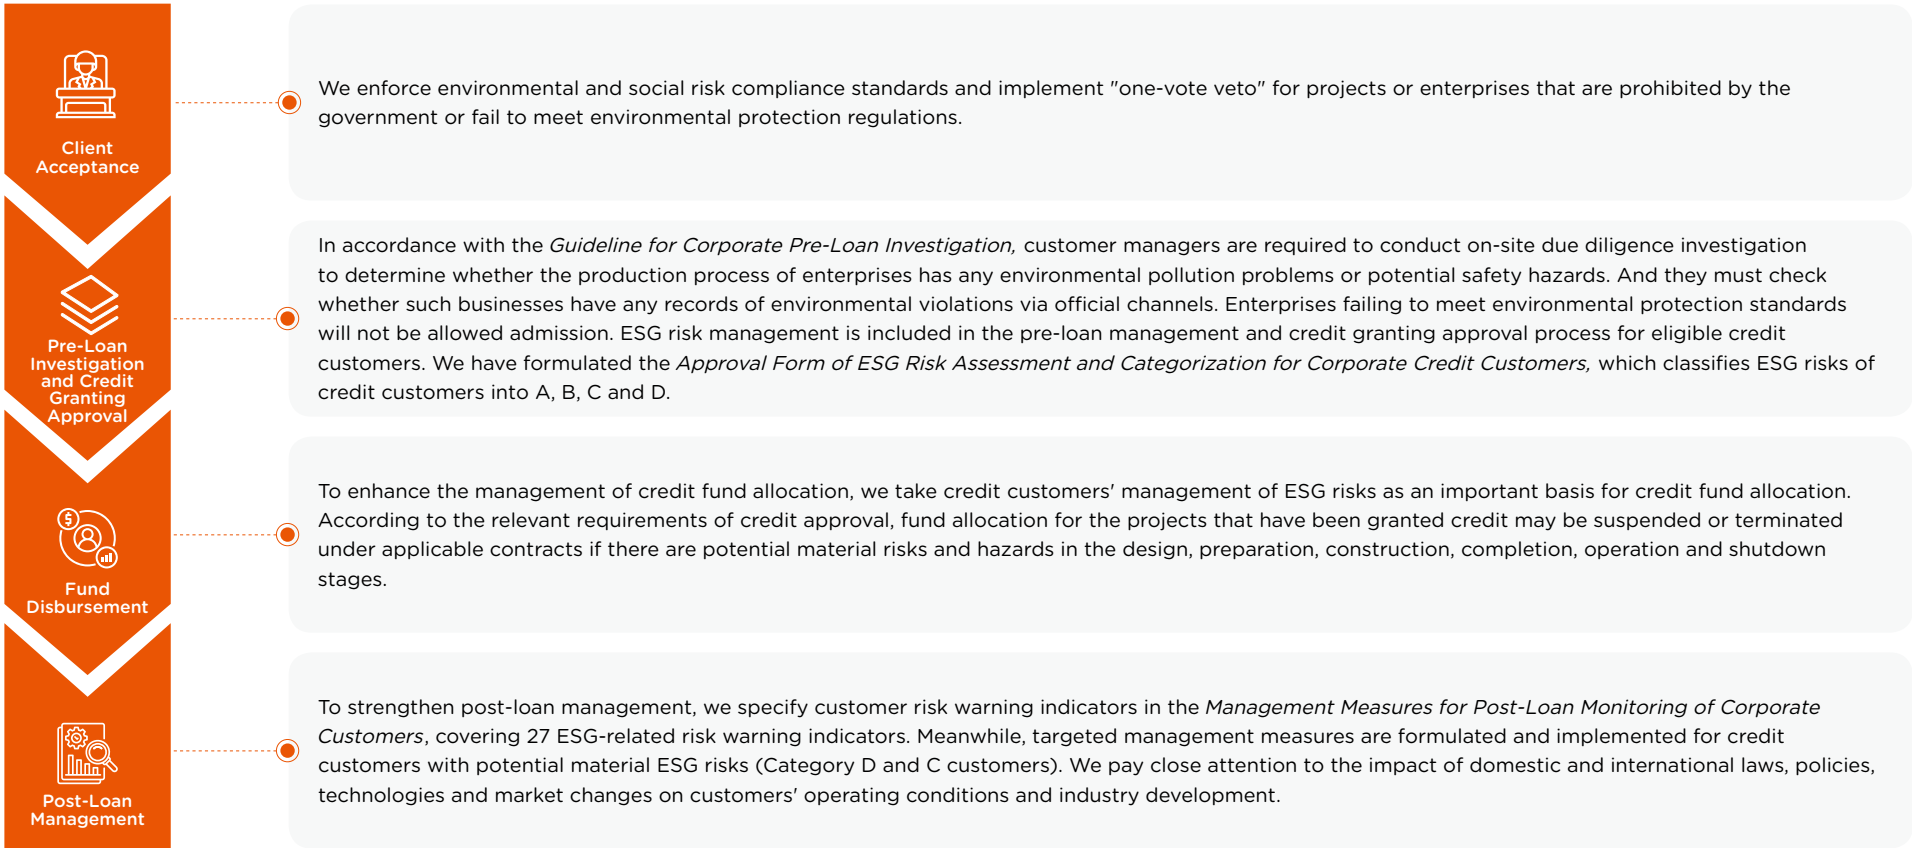 Client
Acceptance
We enforce environmental and social risk compliance standards and implement "one-vote veto" for projects or enterprises that are prohibited by the
government or fail to meet environmental protection regulations.
Pre-Loan
Investigation
and Credit
Granting
Approval
In accordance with the Guideline for Corporate Pre-Loan Investigation, customer managers are required to conduct on-site due diligence investigation
to determine whether the production process of enterprises has any environmental pollution problems or potential safety hazards. And they must check
whether such businesses have any records of environmental violations via official channels. Enterprises failing to meet environmental protection standards
will not be allowed admission. ESG risk management is included in the pre-loan management and credit granting approval process for eligible credit
customers. We have formulated the Approval Form of ESG Risk Assessment and Categorization for Corporate Credit Customers, which classifies ESG risks of
credit customers into A, B, C and D.
Fund
Disbursement
To enhance the management of credit fund allocation, we take credit customers' management of ESG risks as an important basis for credit fund allocation.
According to the relevant requirements of credit approval, fund allocation for the projects that have been granted credit may be suspended or terminated
under applicable contracts if there are potential material risks and hazards in the design, preparation, construction, completion, operation and shutdown
stages.
Post-Loan
Management
To strengthen post-loan management, we specify customer risk warning indicators in the Management Measures for Post-Loan Monitoring of Corporate
Customers, covering 27 ESG-related risk warning indicators. Meanwhile, targeted management measures are formulated and implemented for credit
customers with potential material ESG risks (Category D and C customers). We pay close attention to the impact of domestic and international laws, policies,
technologies and market changes on customers' operating conditions and industry development.